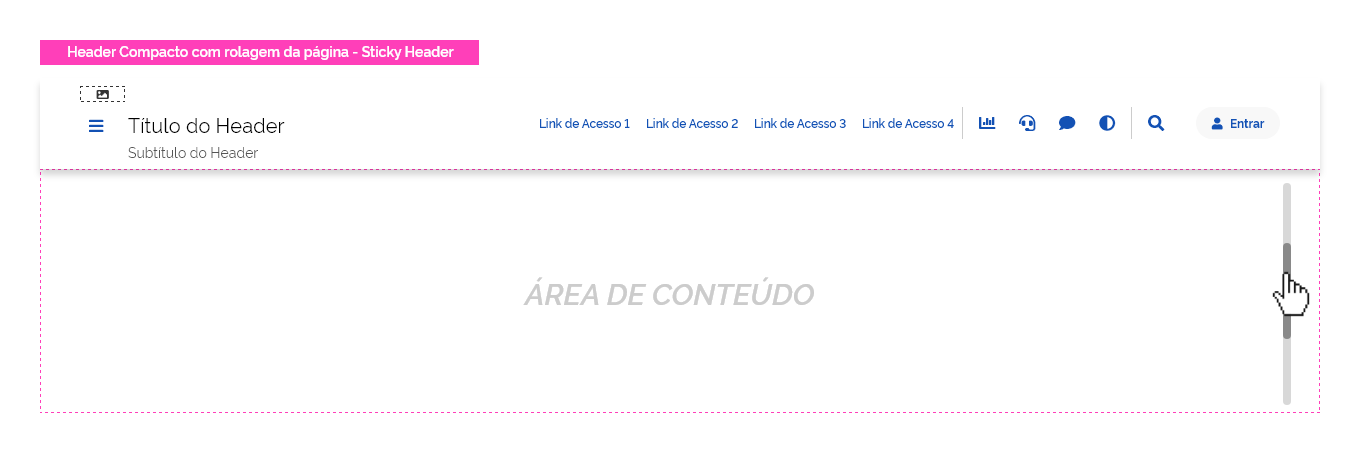 Header Compacto com rolagem da página - Sticky Header
Título do Header
Subtítulo do Header
Link de Acesso 1 Link de Acesso 2 Link de Acesso 3 Link de Acesso 4
Entrar
ÁREA DE CONTEÚDO